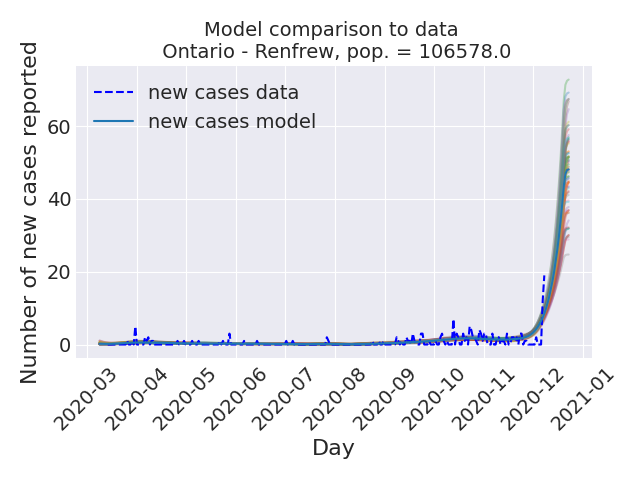 Model comparison to data
Ontario - Renfrew, pop. = 106578.0
new cases data
new cases model
Number of new cases reported
60
40
20
0
2020-03
2020-04
2020-05
2020-06
2020-07
2020-08
2020-09
2020-10
2020-11
2020-12
2021-01
Day